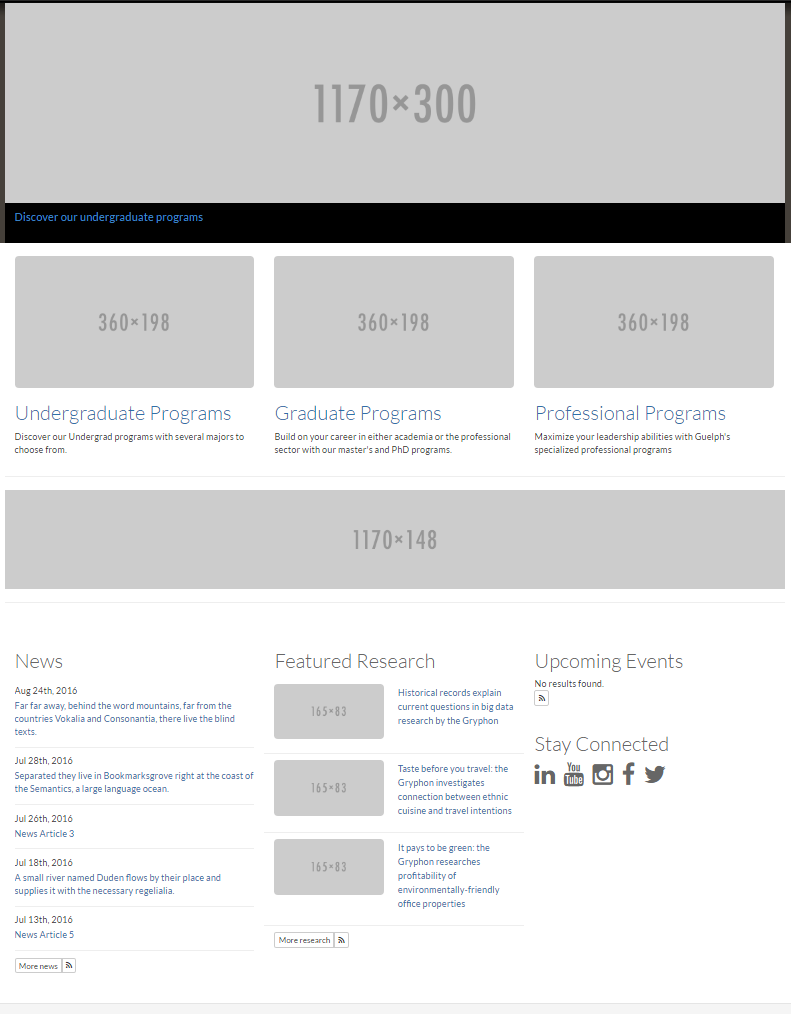 1170×300
Discover our undergraduate programs
360×198
360×198
360×198
Undergraduate Programs
Discover our Undergrad programs with several majors to
choose from.
Graduate Programs
Build on your career in either academia or the professional
sector with our master's and PhD programs.
Professional Programs
Maximize your leadership abilities with Guelph's
specialized professional programs
1170×148
News
Aug 24th, 2016
Far far away, behind the word mountains, far from the
countries Vokalia and Consonantia, there live the blind
texts.
Jul 28th, 2016
Separated they live in Bookmarksgrove right at the coast of
the Semantics, a large language ocean.
Jul 26th, 2016
News Article 3
Jul 18th, 2016
A small river named Duden flows by their place and
supplies it with the necessary regelialia.
Jul 13th, 2016
News Article 5
More news
Featured Research
165×83
Historical records explain
current questions in big data
research by the Gryphon
165×83
Taste before you travel: the
Gryphon investigates
connection between ethnic
cuisine and travel intentions
165×83
It pays to be green: the
Gryphon researches
profitability of
environmentally-friendly
office properties
More research
Upcoming Events
No results found.
Stay Connected
in
You
Tube